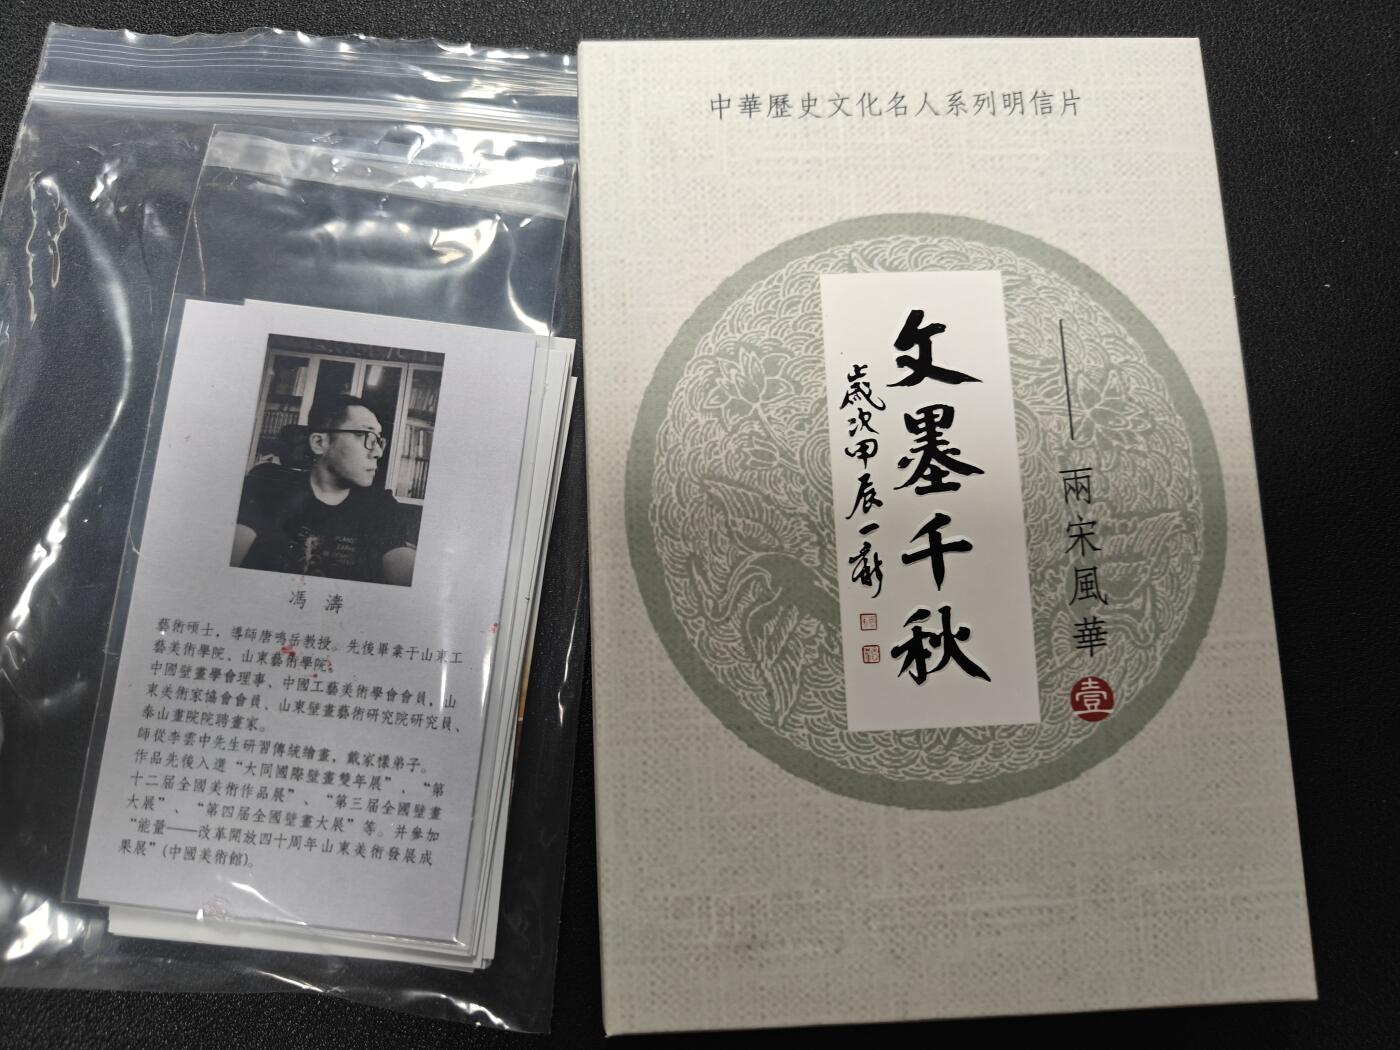 馮濤
藝術碩士，導師唐鳴岳教授。先後畢業于山東工
藝美術學院、山東藝術學院。
中國壁畫學會理事、中國工藝美術學會會員，山
東美術家協會會員、山東壁畫藝術研究院研究員、
泰山畫院院聘畫家。
師從李雲中先生研習傳統繪畫，戴家樣弟子。
作品先後入選“大同國際壁畫雙年展”、“第
十二届全國美術作品展”、“第三届全國壁畫
大展”、“第四届全國壁畫大展”等。并參加
“能量——改革開放四十周年山東美術發展成
果展”(中國美術館)。
中華歷史文化名人系列明信片
文墨千秋
歲次甲辰一
——兩宋風華
壹